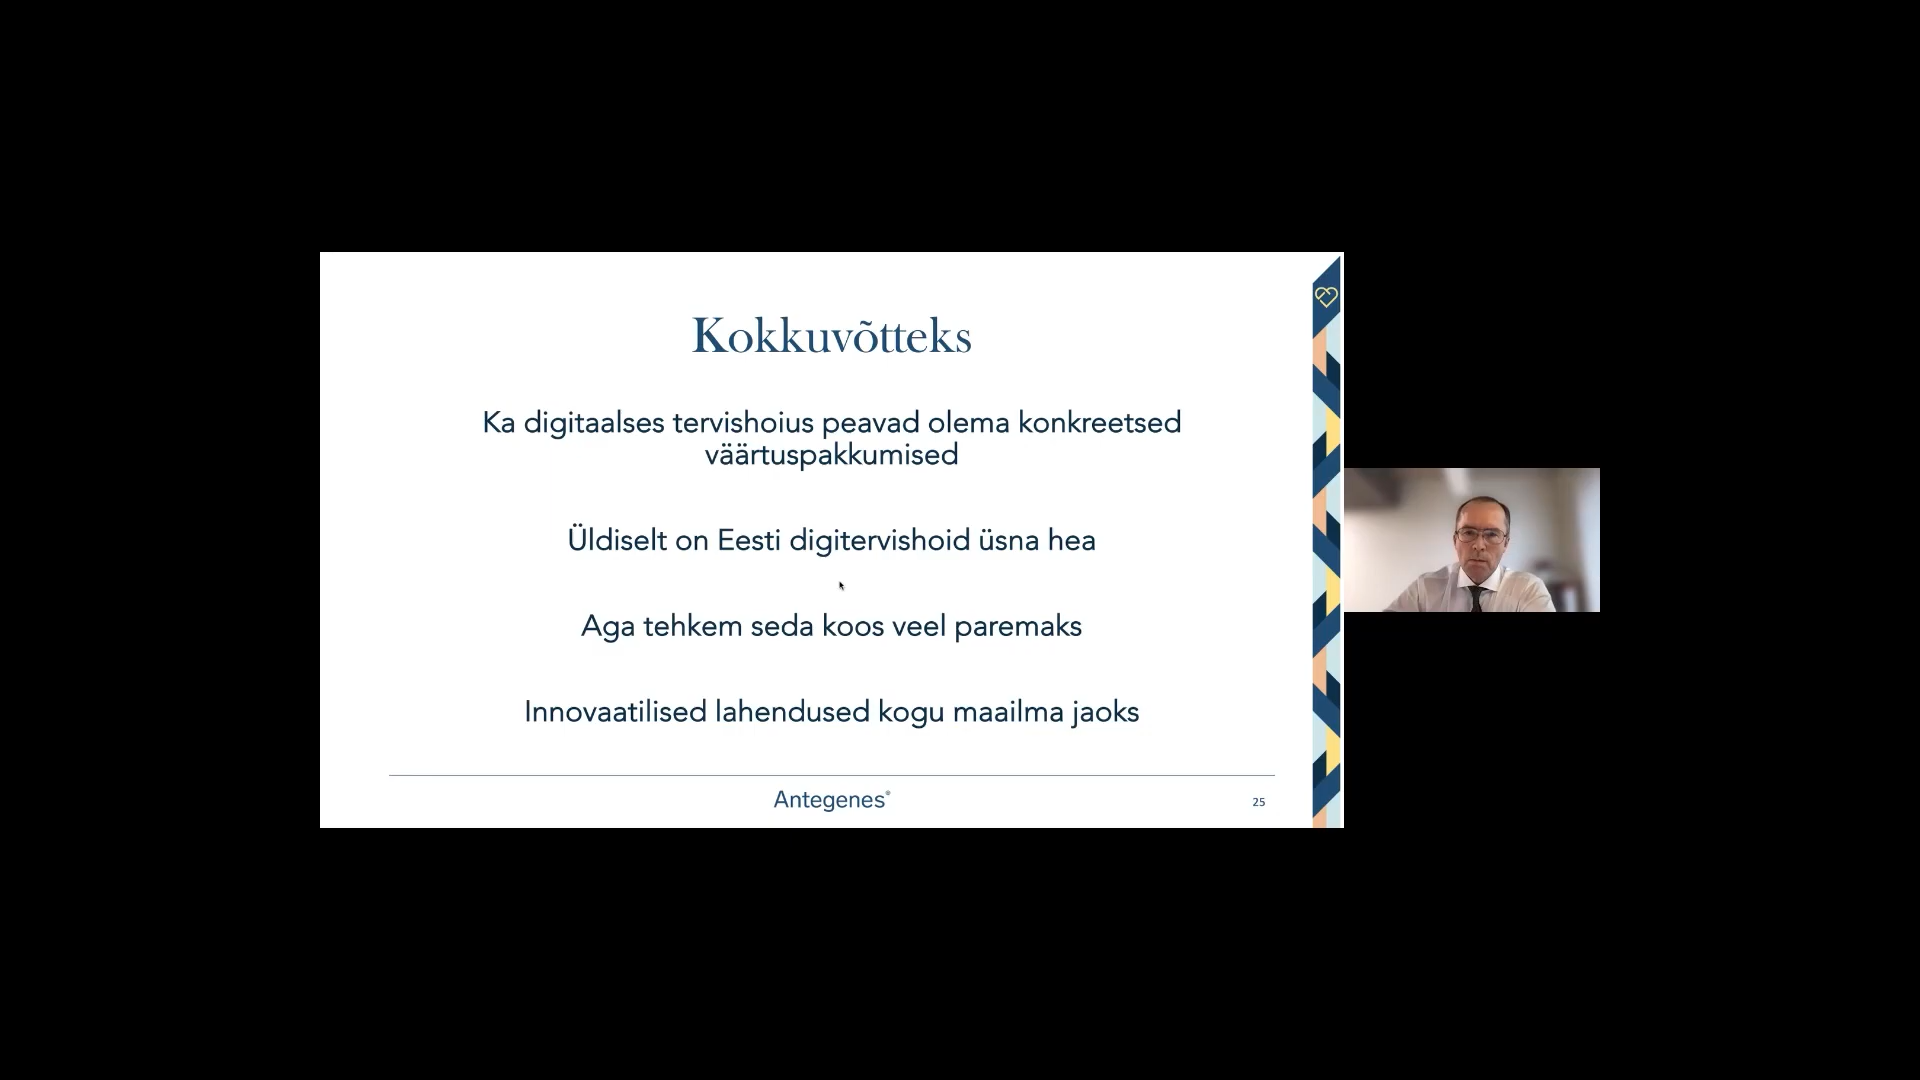 Kokkuvõtteks
Ka digitaalses tervishoius peavad olema konkreetsed
väärtuspakkumised
Üldiselt on Eesti digitervishoid üsna hea
Aga tehkem seda koos veel paremaks
Innovaatilised lahendused kogu maailma jaoks
Antegenes®
25